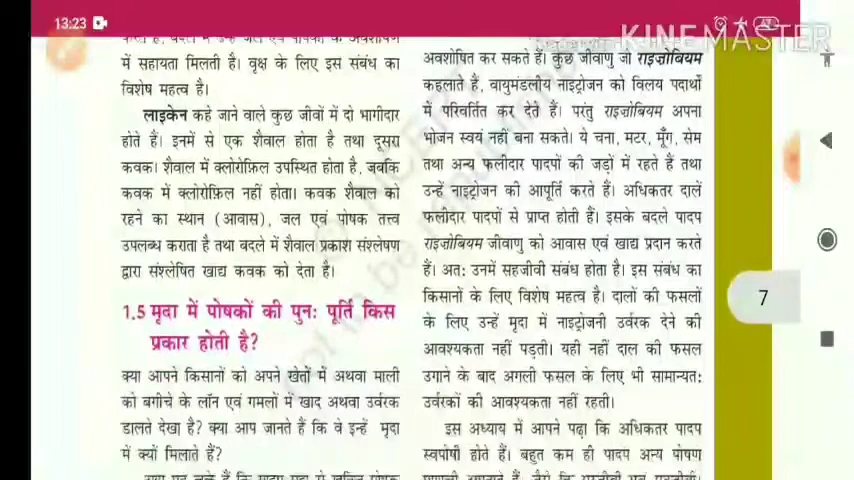 13:23
KINEMASTER
में सहायता मिलती है। वृक्ष के लिए इस संबंध का
विशेष महत्व है।
लाइकेन कहे जाने वाले कुछ जीवों में दो भागीदार
होते हैं। इनमें से एक शैवाल होता है तथा दूसरा
कवक। शैवाल में क्लोरोफ़िल उपस्थित होता है, जबकि
कवक में क्लोरोफ़िल नहीं होता। कवक शैवाल को
रहने का स्थान (आवास), जल एवं पोषक तत्त्व
उपलब्ध कराता है तथा बदले में शैवाल प्रकाश संश्लेषण
द्वारा संश्लेषित खाद्य कवक को देता है।
1.5 मृदा में पोषकों की पुनः पूर्ति किस
प्रकार होती है?
क्या आपने किसानों को अपने खेतों में अथवा माली
को बगीचे के लॉन एवं गमलों में खाद अथवा उर्वरक
डालते देखा है? क्या आप जानते हैं कि वे इन्हें मृदा
में क्यों मिलाते हैं?
अवशोषित कर सकते हैं। कुछ जीवाणु जो राइज़ोबियम
कहलाते हैं, वायुमंडलीय नाइट्रोजन को विलय पदार्थों
में परिवर्तित कर देते हैं। परंतु राइज़ोबियम अपना
भोजन स्वयं नहीं बना सकते। ये चना, मटर, मूँग, सेम
तथा अन्य फलीदार पादपों की जड़ों में रहते हैं तथा
उन्हें नाइट्रोजन की आपूर्ति करते हैं। अधिकतर दालें
फलीदार पादपों से प्राप्त होती हैं। इसके बदले पादप
राइज़ोबियम जीवाणु को आवास एवं खाद्य प्रदान करते
हैं। अतः उनमें सहजीवी संबंध होता है। इस संबंध का
किसानों के लिए विशेष महत्व है। दालों की फसलों
के लिए उन्हें मृदा में नाइट्रोजनी उर्वरक देने की
आवश्यकता नहीं पड़ती। यही नहीं दाल की फसल
उगाने के बाद अगली फसल के लिए भी सामान्यतः
उर्वरकों की आवश्यकता नहीं रहती।
इस अध्याय में आपने पढ़ा कि अधिकतर पादप
स्वपोषी होते हैं। बहुत कम ही पादप अन्य पोषण
7